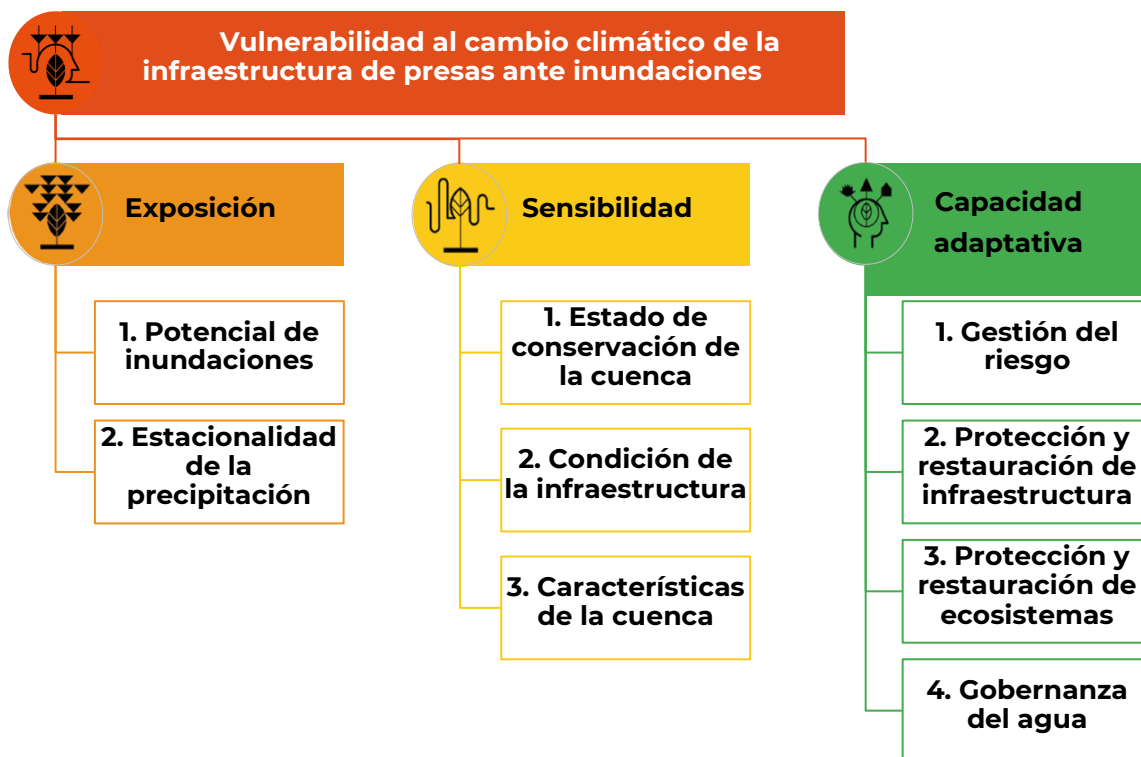 Vulnerabilidad al cambio climático de la
infraestructura de presas ante inundaciones
Exposición
1. Potencial de
inundaciones
2. Estacionalidad
de la
precipitación
Sensibilidad
1. Estado de
conservación de
la cuenca
2. Condición de
la infraestructura
3. Características
de la cuenca
Capacidad
adaptativa
1. Gestión del
riesgo
2. Protección y
restauración de
infraestructura
3. Protección y
restauración de
ecosistemas
4. Gobernanza
del agua